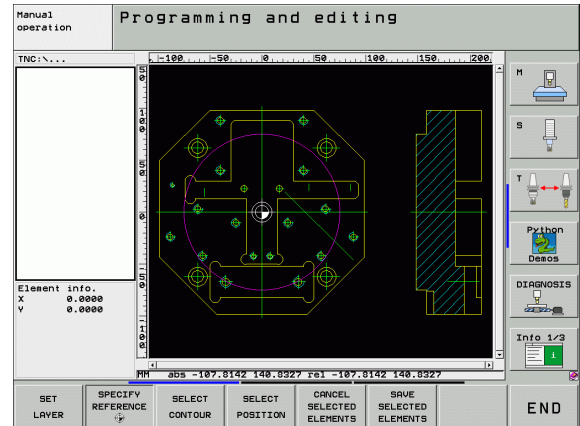 Manual
operation
Programming and editing
TNC:\...
-100 -50 0 50 100 150 200
M
S
T
Python
Demos
DIAGNOSIS
Info 1/3
i
Element info.
X 0.0000
Y 0.0000
MM abs -107.8142 140.8327 rel -107.8142 140.8327
SET
LAYER
SPECIFY
REFERENCE
SELECT
CONTOUR
SELECT
POSITION
CANCEL
SELECTED
ELEMENTS
SAVE
SELECTED
ELEMENTS
END